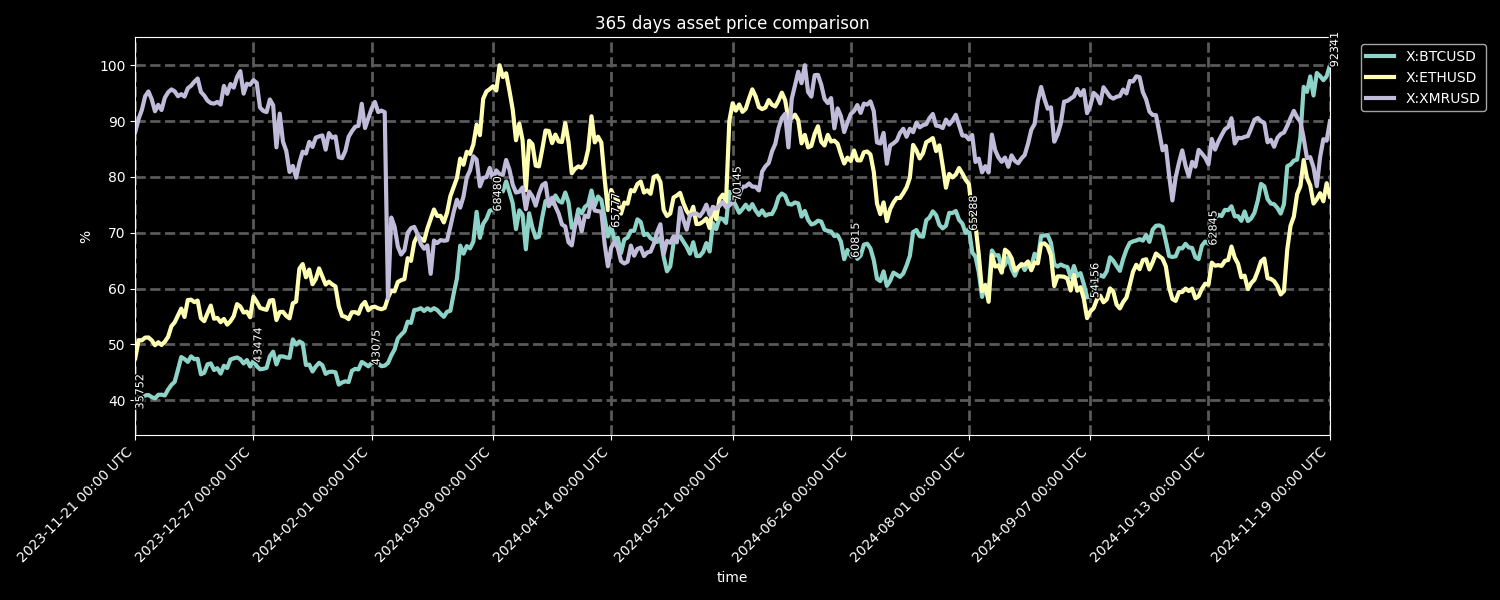 365 days asset price comparison
X:BTCUSD
X:ETHUSD
X:XMRUSD
%
100
90
80
70
60
50
40
35752
43474
43075
68480
70145
60815
65288
54156
62845
92341
2023-11-21 00:00 UTC
2023-12-27 00:00 UTC
2024-02-01 00:00 UTC
2024-03-09 00:00 UTC
2024-04-14 00:00 UTC
2024-05-21 00:00 UTC
2024-06-26 00:00 UTC
2024-08-01 00:00 UTC
2024-09-07 00:00 UTC
2024-10-13 00:00 UTC
2024-11-19 00:00 UTC
time